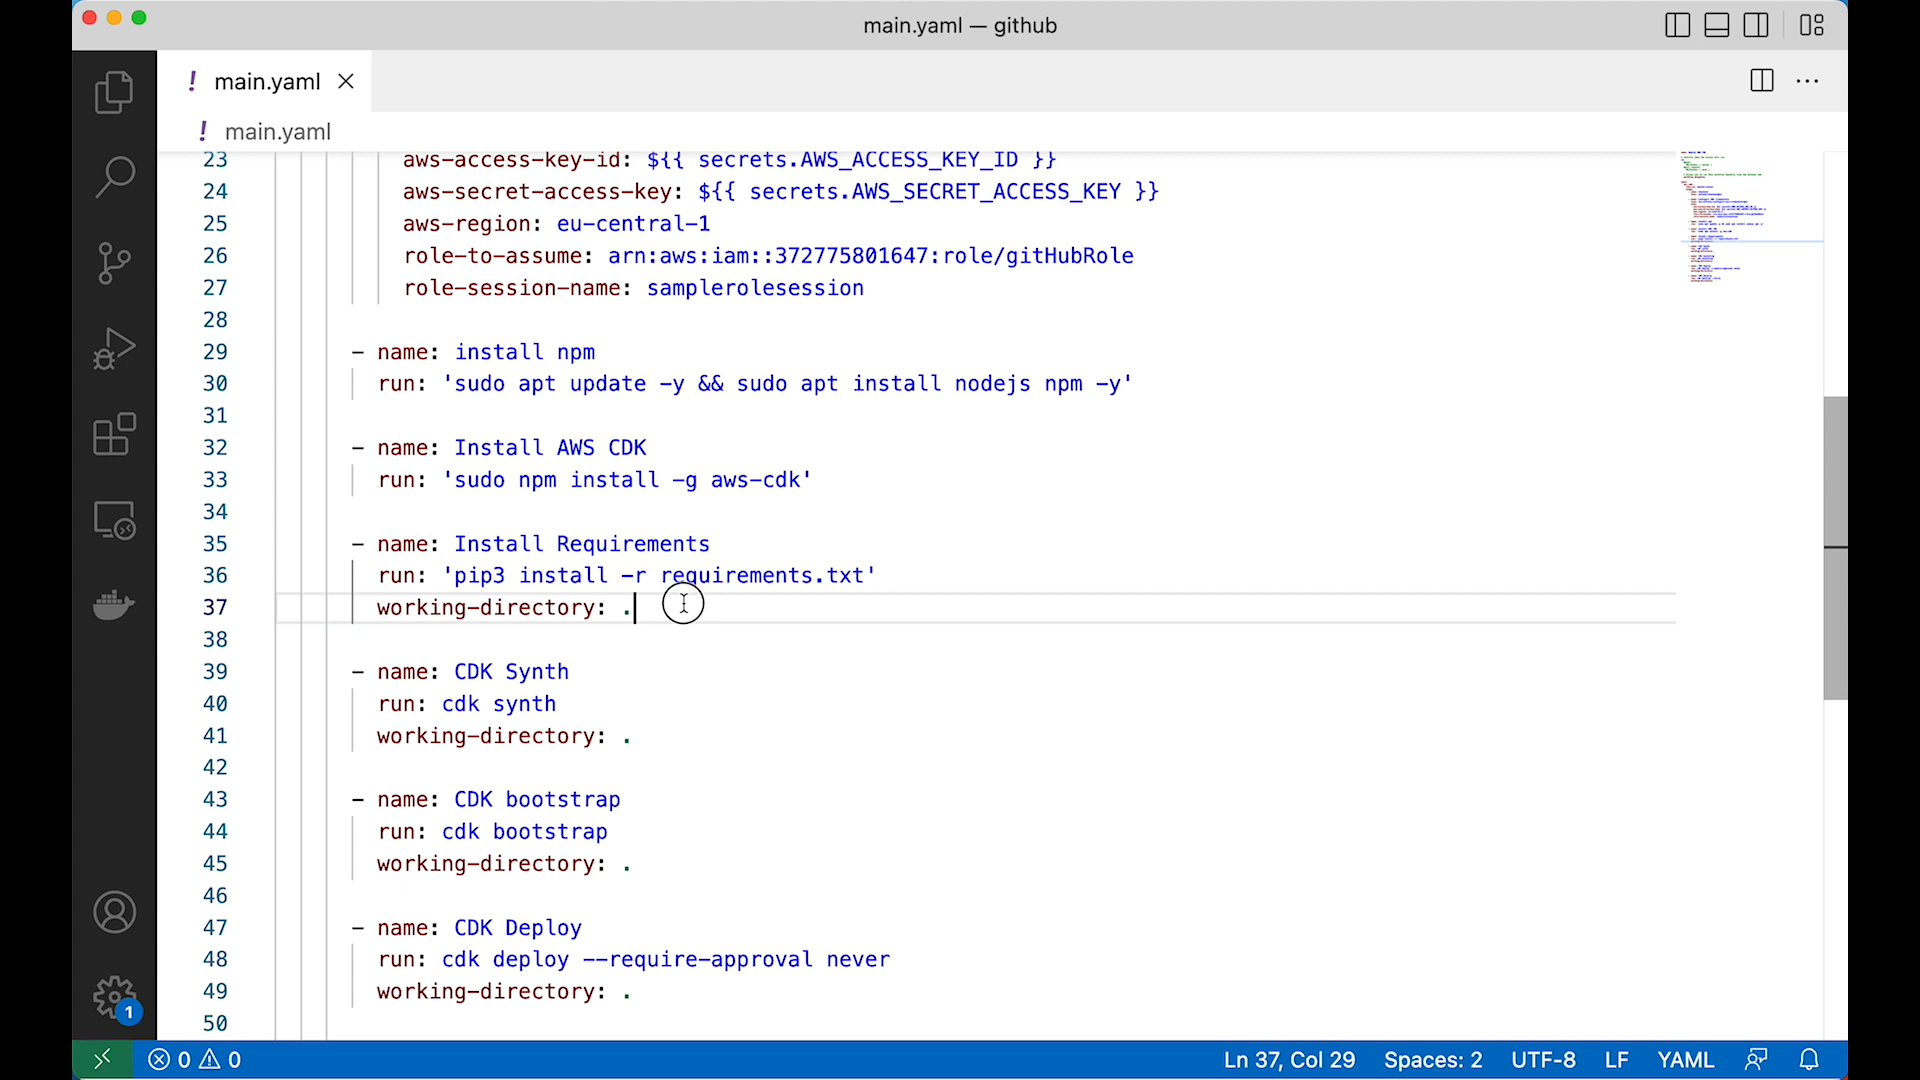 main.yaml — github
! main.yaml
! main.yaml
23 aws-access-key-id: ${{ secrets.AWS_ACCESS_KEY_ID }}
24 aws-secret-access-key: ${{ secrets.AWS_SECRET_ACCESS_KEY }}
25 aws-region: eu-central-1
26 role-to-assume: arn:aws:iam::372775801647:role/gitHubRole
27 role-session-name: samplerolesession
28
29 - name: install npm
30 run: 'sudo apt update -y && sudo apt install nodejs npm -y'
31
32 - name: Install AWS CDK
33 run: 'sudo npm install -g aws-cdk'
34
35 - name: Install Requirements
36 run: 'pip3 install -r requirements.txt'
37 working-directory: .
38
39 - name: CDK Synth
40 run: cdk synth
41 working-directory: .
42
43 - name: CDK bootstrap
44 run: cdk bootstrap
45 working-directory: .
46
47 - name: CDK Deploy
48 run: cdk deploy --require-approval never
49 working-directory: .
50
1
0 0 Ln 37, Col 29 Spaces: 2 UTF-8 LF YAML